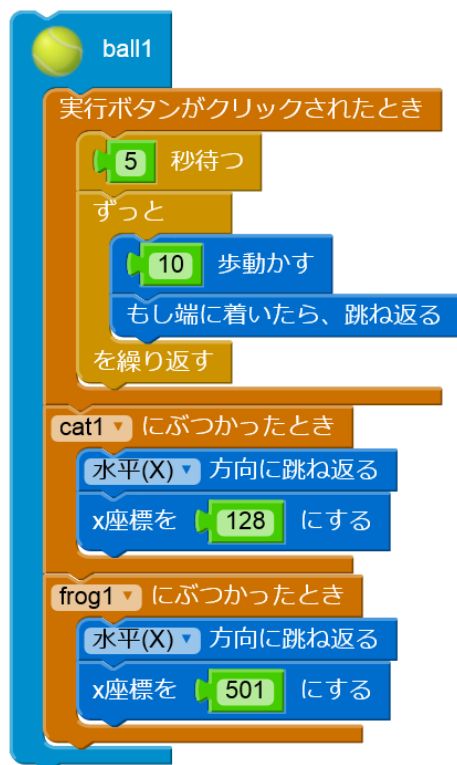 ball1
実行ボタンがクリックされたとき
5 秒待つ
ずっと
10 歩動かす
もし端に着いたら、跳ね返る
を繰り返す
cat1 にぶつかったとき
水平(X) 方向に跳ね返る
x座標を 128 にする
frog1 にぶつかったとき
水平(X) 方向に跳ね返る
x座標を 501 にする